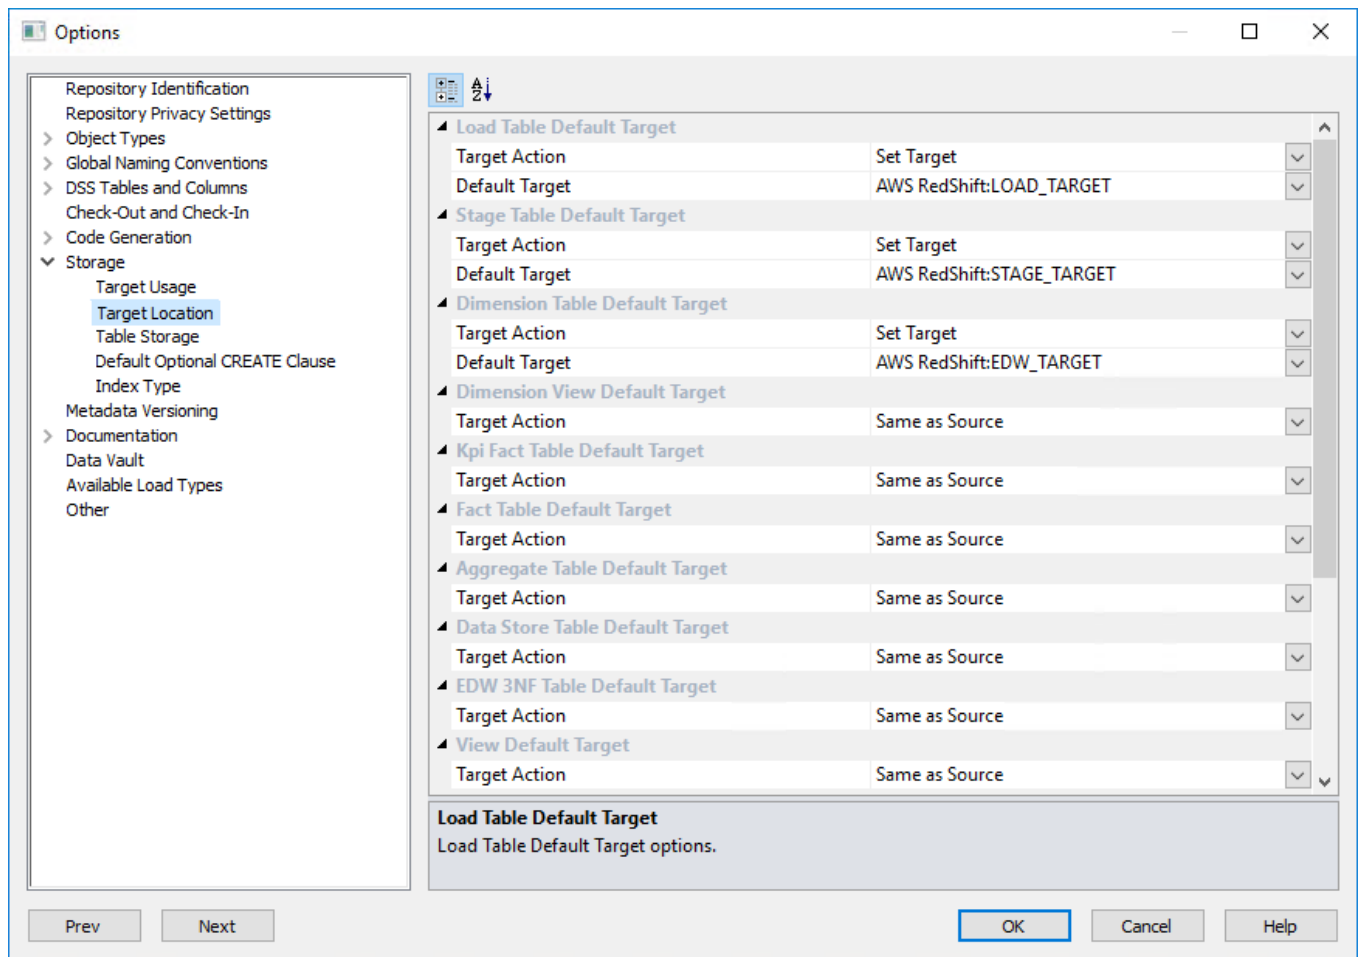 Options
Repository Identification
Repository Privacy Settings
Object Types
Global Naming Conventions
DSS Tables and Columns
Check-Out and Check-In
Code Generation
Storage
Target Usage
Target Location
Table Storage
Default Optional CREATE Clause
Index Type
Metadata Versioning
Documentation
Data Vault
Available Load Types
Other
A
Z
Load Table Default Target
Target Action Set Target
Default Target AWS RedShift:LOAD_TARGET
Stage Table Default Target
Target Action Set Target
Default Target AWS RedShift:STAGE_TARGET
Dimension Table Default Target
Target Action Set Target
Default Target AWS RedShift:EDW_TARGET
Dimension View Default Target
Target Action Same as Source
Kpi Fact Table Default Target
Target Action Same as Source
Fact Table Default Target
Target Action Same as Source
Aggregate Table Default Target
Target Action Same as Source
Data Store Table Default Target
Target Action Same as Source
EDW 3NF Table Default Target
Target Action Same as Source
View Default Target
Target Action Same as Source
Load Table Default Target
Load Table Default Target options.
Prev Next OK Cancel Help